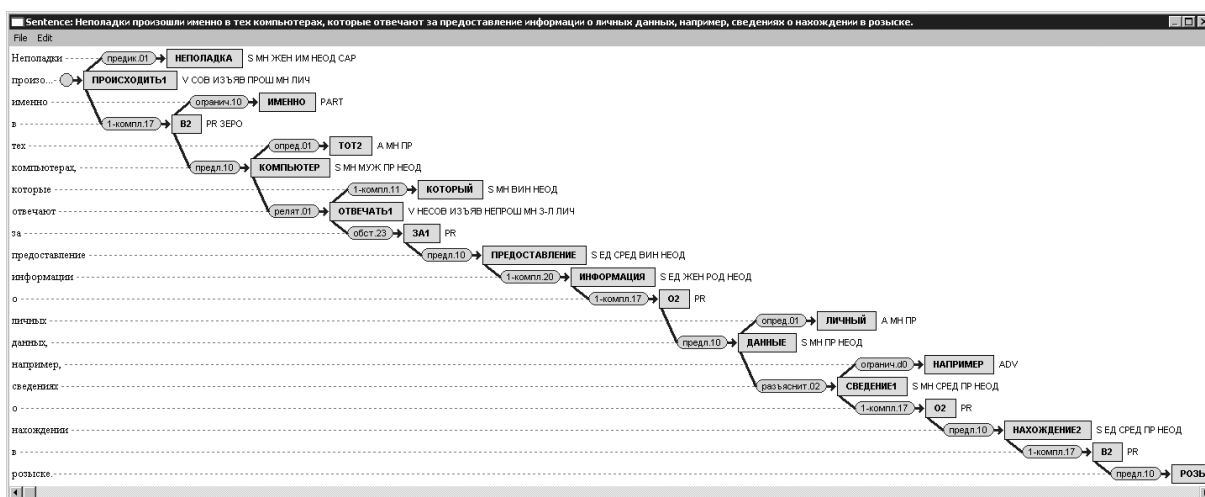 Sentence: Неполадки произошли именно в тех компьютерах, которые отвечают за предоставление информации о личных данных, например, сведениях о нахождении в розыске.
File Edit
Неполадки предик.01 НЕПОЛАДКА S МН ЖЕН ИМ НЕОД CAP
произо... ПРОИСХОДИТЬ1 V СОВ ИЗЪЯВ ПРОШ МН ЛИЧ
именно огранич.10 ИМЕННО PART
в 1-компл.17 В2 PR ЗЕРО
тех опред.01 ТОТ2 A МН ПР
компьютерах, предл.10 КОМПЬЮТЕР S МН МУЖ ПР НЕОД
которые 1-компл.11 КОТОРЫЙ S МН ВИН НЕОД
отвечают релят.01 ОТВЕЧАТЬ1 V НЕСОВ ИЗЪЯВ НЕПРОШ МН 3-Л ЛИЧ
за обст.23 ЗА1 PR
предоставление предл.10 ПРЕДОСТАВЛЕНИЕ S ЕД СРЕД ВИН НЕОД
информации 1-компл.20 ИНФОРМАЦИЯ S ЕД ЖЕН РОД НЕОД
о 1-компл.17 О2 PR
личных опред.01 ЛИЧНЫЙ A МН ПР
данных, предл.10 ДАННЫЕ S МН ПР НЕОД
например, огранич.d0 НАПРИМЕР ADV
сведениях разъяснит.02 СВЕДЕНИЕ1 S МН СРЕД ПР НЕОД
о 1-компл.17 О2 PR
нахождении предл.10 НАХОЖДЕНИЕ2 S ЕД СРЕД ПР НЕОД
в 1-компл.17 В2 PR
розыске. предл.10 РОЗЫ